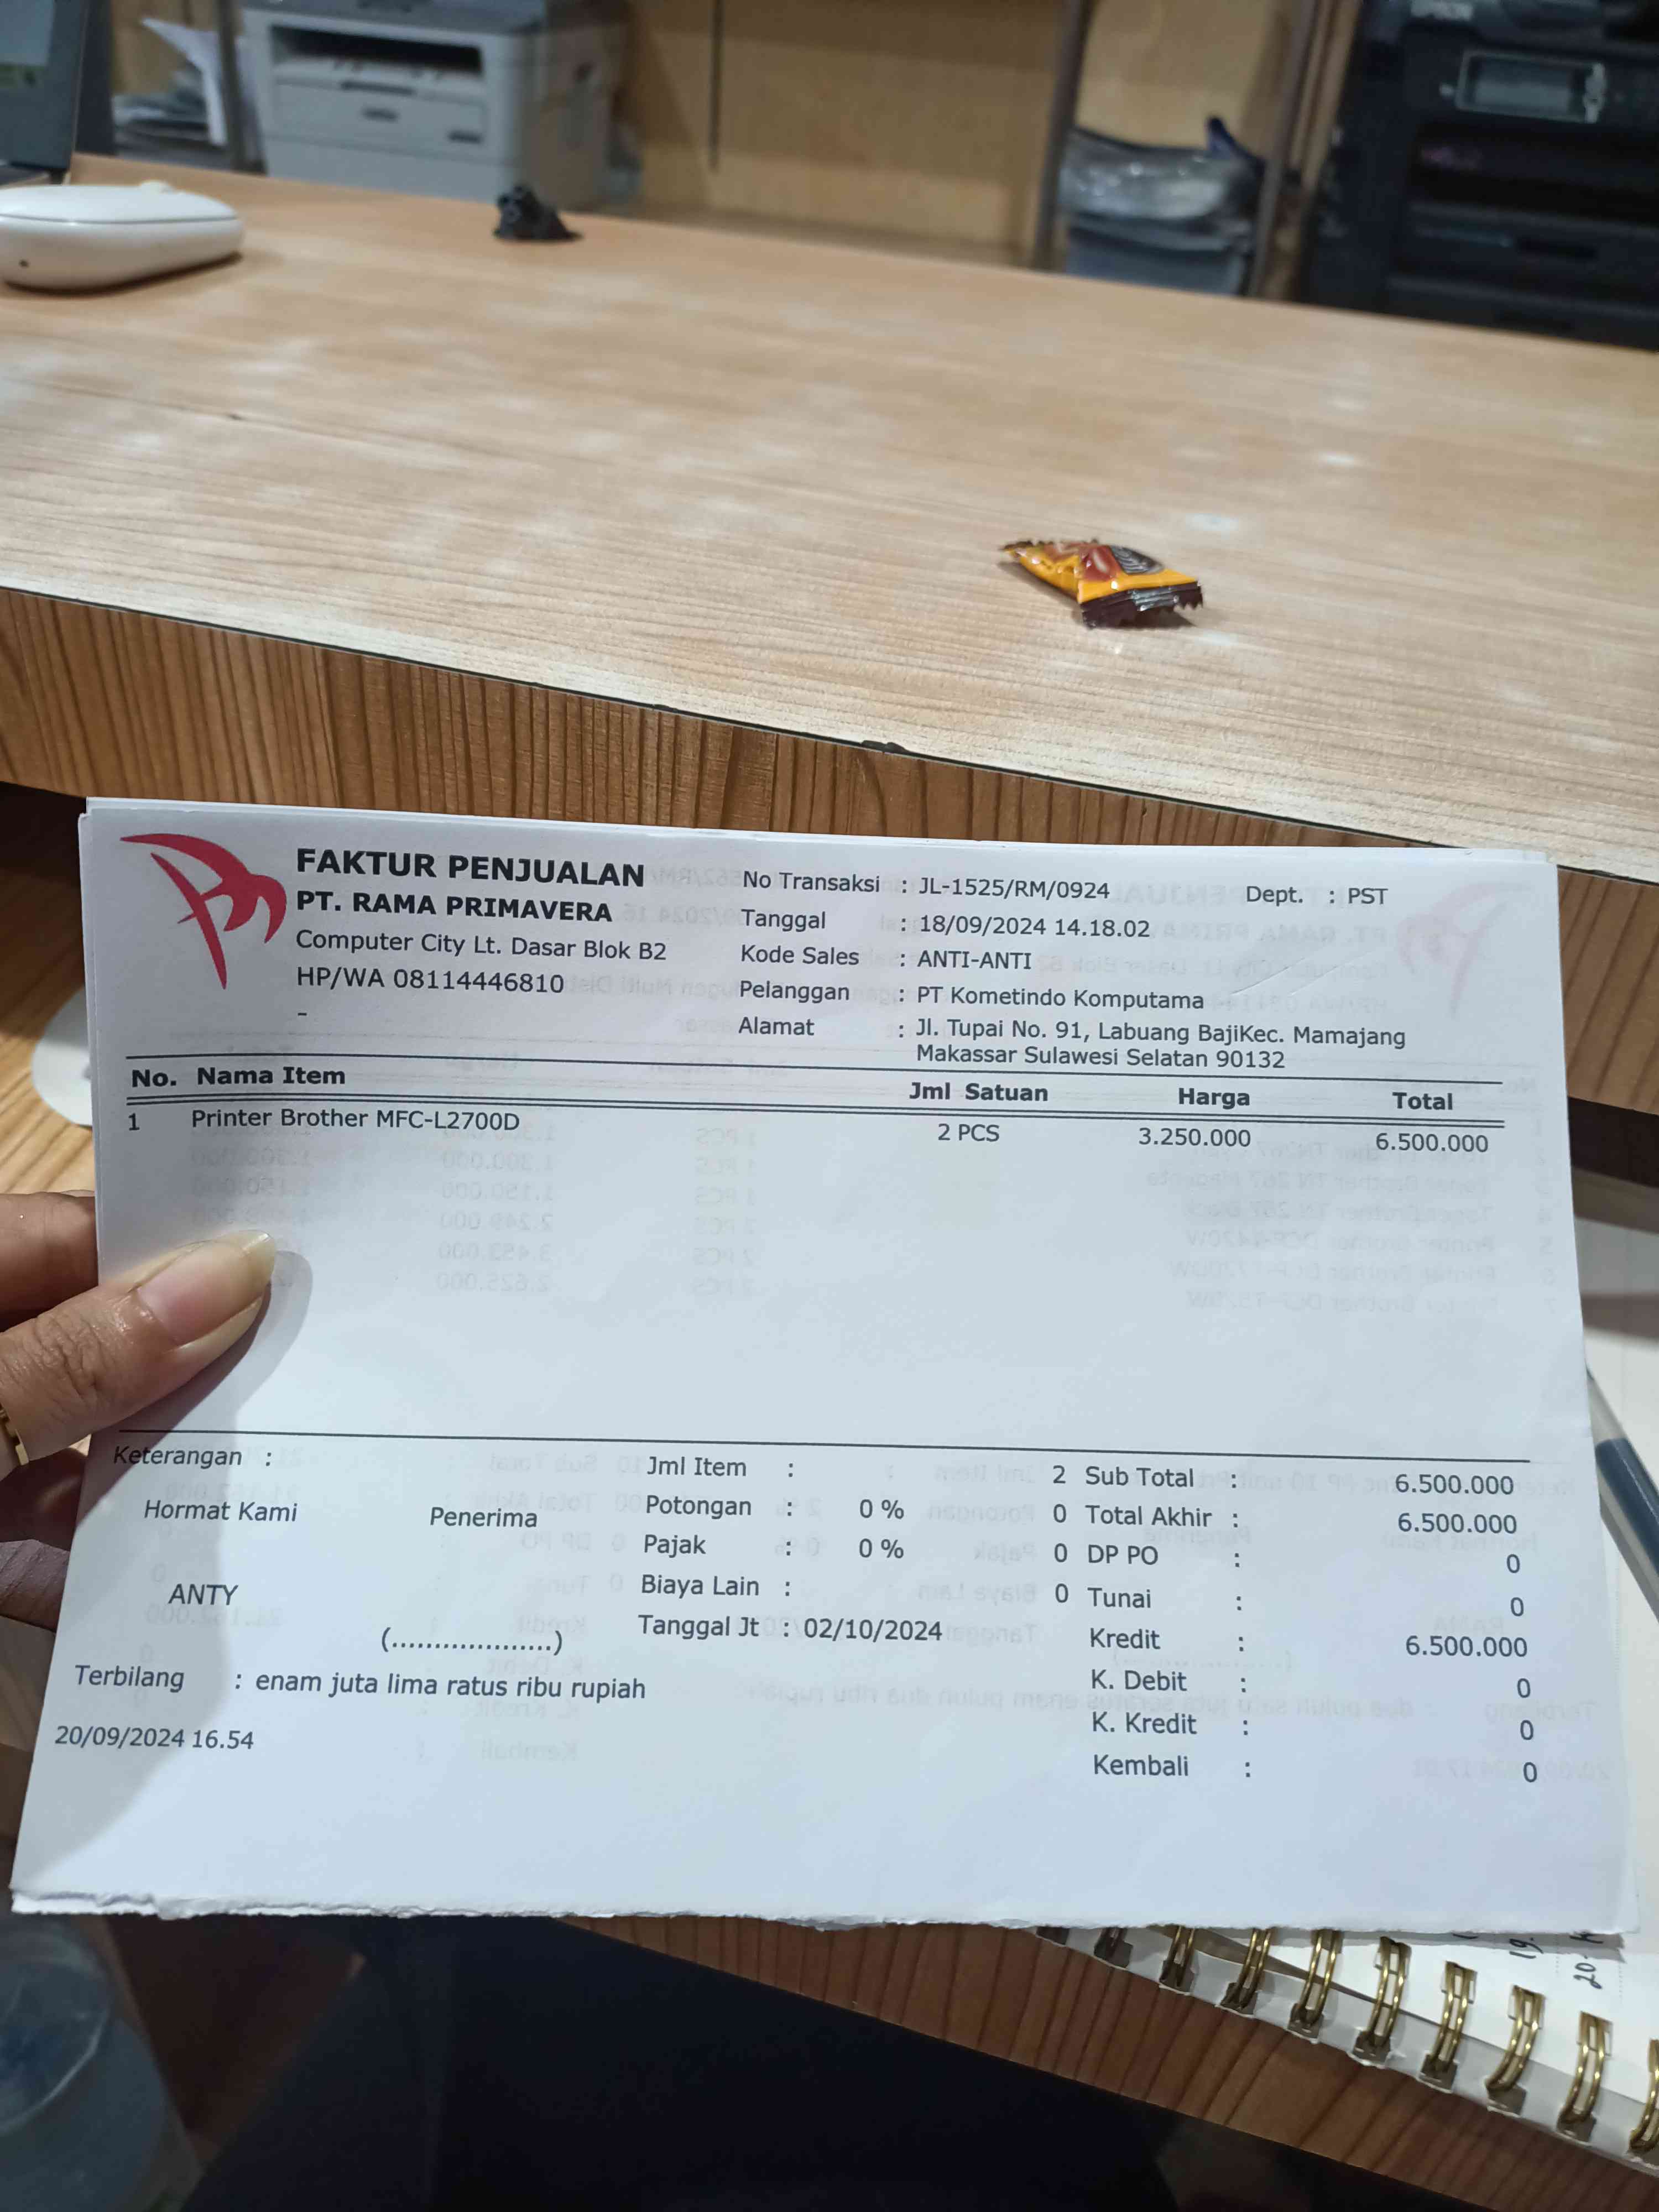 EPSON
FAKTUR PENJUALAN
PT. RAMA PRIMAVERA
Computer City Lt. Dasar Blok B2
HP/WA 08114446810
-
No Transaksi : JL-1525/RM/0924 Dept. : PST
Tanggal : 18/09/2024 14.18.02
Kode Sales : ANTI-ANTI
Pelanggan : PT Kometindo Komputama
Alamat : Jl. Tupai No. 91, Labuang BajiKec. Mamajang
Makassar Sulawesi Selatan 90132
No. Nama Item Jml Satuan Harga Total
1 Printer Brother MFC-L2700D 2 PCS 3.250.000 6.500.000
Keterangan :
Hormat Kami Penerima
ANTY
(...................)
Jml Item : 2
Potongan : 0 % 0
Pajak : 0 % 0
Biaya Lain : 0
Tanggal Jt : 02/10/2024
Sub Total : 6.500.000
Total Akhir : 6.500.000
DP PO : 0
Tunai : 0
Kredit : 6.500.000
K. Debit : 0
K. Kredit : 0
Kembali : 0
Terbilang : enam juta lima ratus ribu rupiah
20/09/2024 16.54
19.
20.